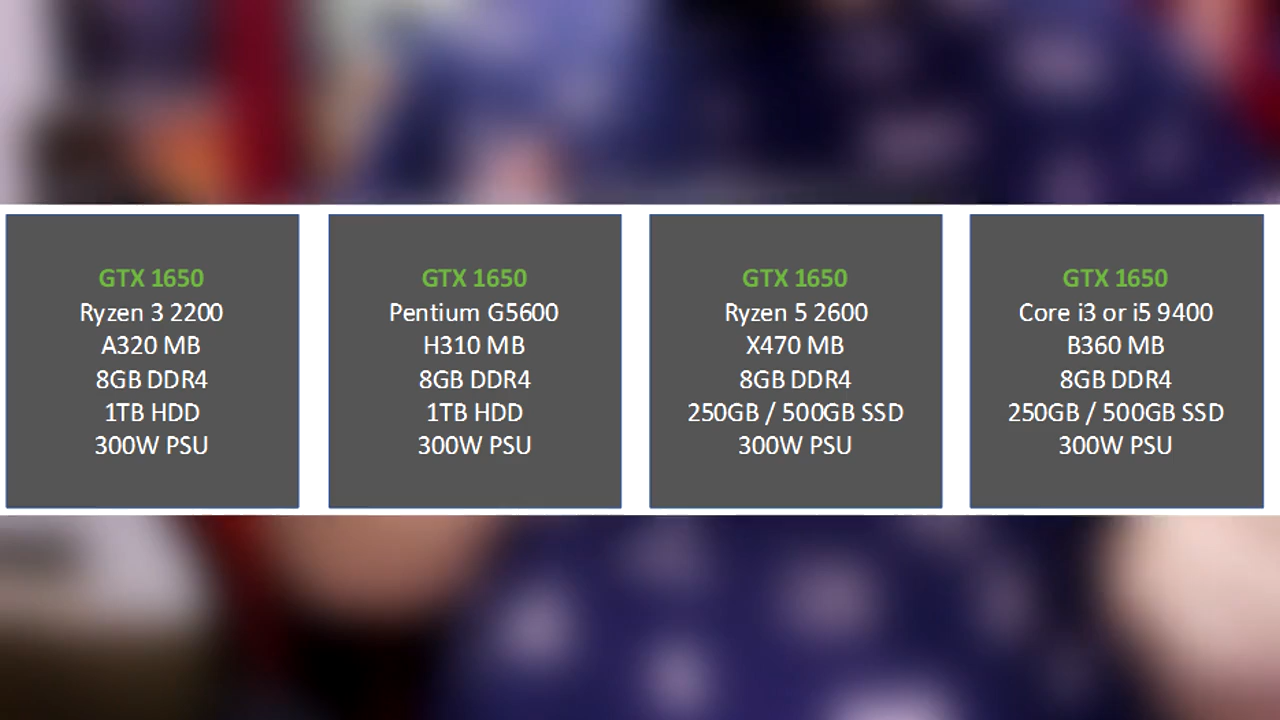 GTX 1650
Ryzen 3 2200
A320 MB
8GB DDR4
1TB HDD
300W PSU
GTX 1650
Pentium G5600
H310 MB
8GB DDR4
1TB HDD
300W PSU
GTX 1650
Ryzen 5 2600
X470 MB
8GB DDR4
250GB / 500GB SSD
300W PSU
GTX 1650
Core i3 or i5 9400
B360 MB
8GB DDR4
250GB / 500GB SSD
300W PSU